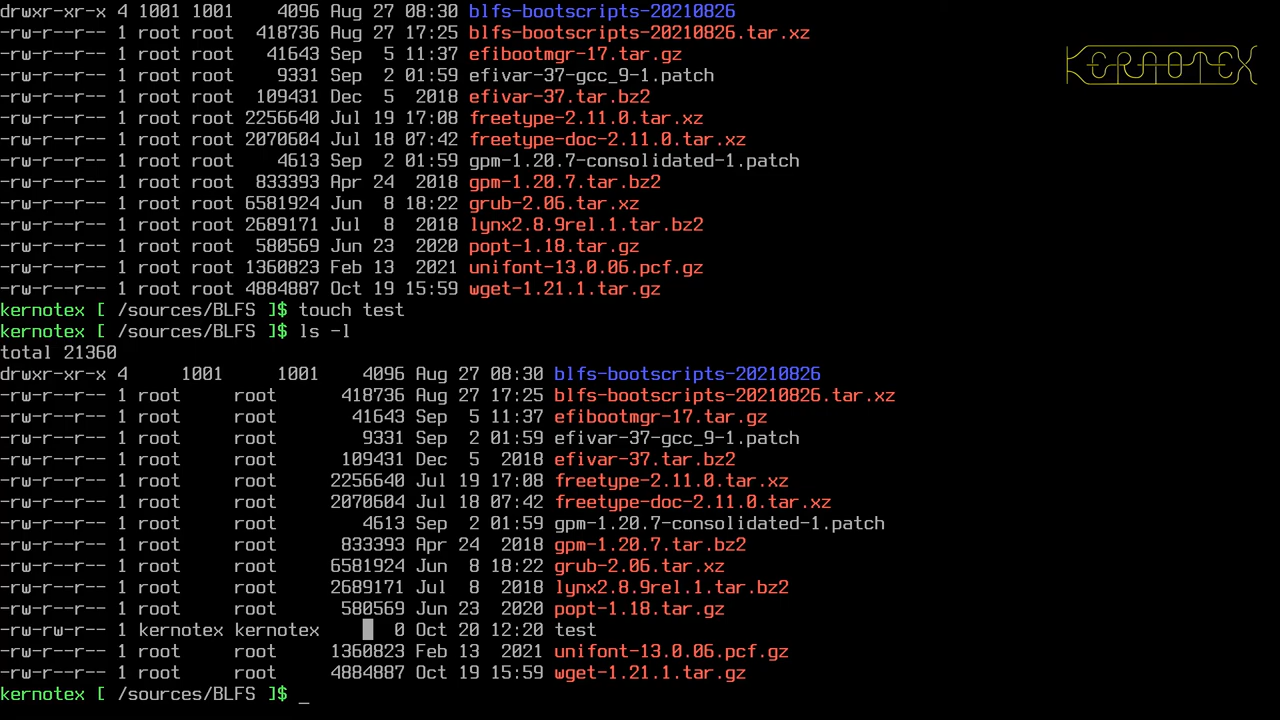 drwxr-xr-x 4 1001 1001    4096 Aug 27 08:30 blfs-bootscripts-20210826
-rw-r--r-- 1 root root  418736 Aug 27 17:25 blfs-bootscripts-20210826.tar.xz
-rw-r--r-- 1 root root   41643 Sep  5 11:37 efibootmgr-17.tar.gz
-rw-r--r-- 1 root root    9331 Sep  2 01:59 efivar-37-gcc_9-1.patch
-rw-r--r-- 1 root root  109431 Dec  5  2018 efivar-37.tar.bz2
-rw-r--r-- 1 root root 2256640 Jul 19 17:08 freetype-2.11.0.tar.xz
-rw-r--r-- 1 root root 2070604 Jul 18 07:42 freetype-doc-2.11.0.tar.xz
-rw-r--r-- 1 root root    4613 Sep  2 01:59 gpm-1.20.7-consolidated-1.patch
-rw-r--r-- 1 root root  833393 Apr 24  2018 gpm-1.20.7.tar.bz2
-rw-r--r-- 1 root root 6581924 Jun  8 18:22 grub-2.06.tar.xz
-rw-r--r-- 1 root root 2689171 Jul  8  2018 lynx2.8.9rel.1.tar.bz2
-rw-r--r-- 1 root root  580569 Jun 23  2020 popt-1.18.tar.gz
-rw-r--r-- 1 root root 1360823 Feb 13  2021 unifont-13.0.06.pcf.gz
-rw-r--r-- 1 root root 4884887 Oct 19 15:59 wget-1.21.1.tar.gz
kernotex [ /sources/BLFS ]$ touch test
kernotex [ /sources/BLFS ]$ ls -l
total 21360
drwxr-xr-x 4     1001     1001    4096 Aug 27 08:30 blfs-bootscripts-20210826
-rw-r--r-- 1 root     root      418736 Aug 27 17:25 blfs-bootscripts-20210826.tar.xz
-rw-r--r-- 1 root     root       41643 Sep  5 11:37 efibootmgr-17.tar.gz
-rw-r--r-- 1 root     root        9331 Sep  2 01:59 efivar-37-gcc_9-1.patch
-rw-r--r-- 1 root     root      109431 Dec  5  2018 efivar-37.tar.bz2
-rw-r--r-- 1 root     root     2256640 Jul 19 17:08 freetype-2.11.0.tar.xz
-rw-r--r-- 1 root     root     2070604 Jul 18 07:42 freetype-doc-2.11.0.tar.xz
-rw-r--r-- 1 root     root        4613 Sep  2 01:59 gpm-1.20.7-consolidated-1.patch
-rw-r--r-- 1 root     root      833393 Apr 24  2018 gpm-1.20.7.tar.bz2
-rw-r--r-- 1 root     root     6581924 Jun  8 18:22 grub-2.06.tar.xz
-rw-r--r-- 1 root     root     2689171 Jul  8  2018 lynx2.8.9rel.1.tar.bz2
-rw-r--r-- 1 root     root      580569 Jun 23  2020 popt-1.18.tar.gz
-rw-rw-r-- 1 kernotex kernotex       0 Oct 20 12:20 test
-rw-r--r-- 1 root     root     1360823 Feb 13  2021 unifont-13.0.06.pcf.gz
-rw-r--r-- 1 root     root     4884887 Oct 19 15:59 wget-1.21.1.tar.gz
kernotex [ /sources/BLFS ]$ _
KERNOTEX